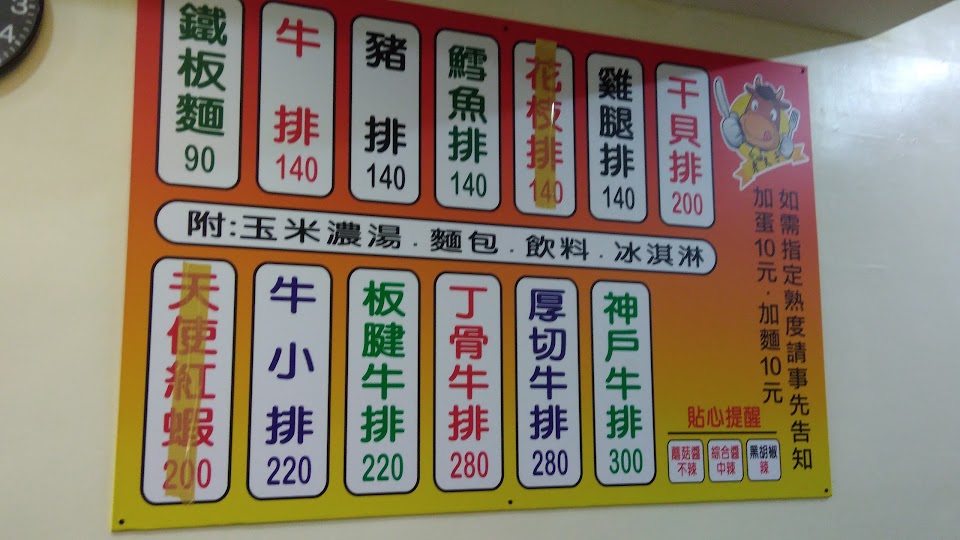 鐵板麵
90
牛排
140
豬排
140
鱈魚排
140
花枝排
140
雞腿排
140
干貝排
200
附:玉米濃湯.麵包.飲料.冰淇淋
天使紅蝦
200
牛小排
220
板腱牛排
220
丁骨牛排
280
厚切牛排
280
神戶牛排
300
如需指定熟度請事先告知
加蛋10元.加麵10元
貼心提醒
蘑菇醬
不辣
綜合醬
中辣
黑胡椒
辣
3
4